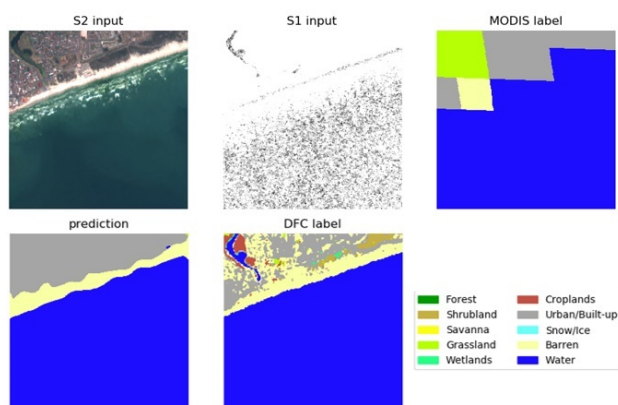 S2 input
S1 input
MODIS label
prediction
DFC label
Forest
Shrubland
Savanna
Grassland
Wetlands
Croplands
Urban/Built-up
Snow/Ice
Barren
Water